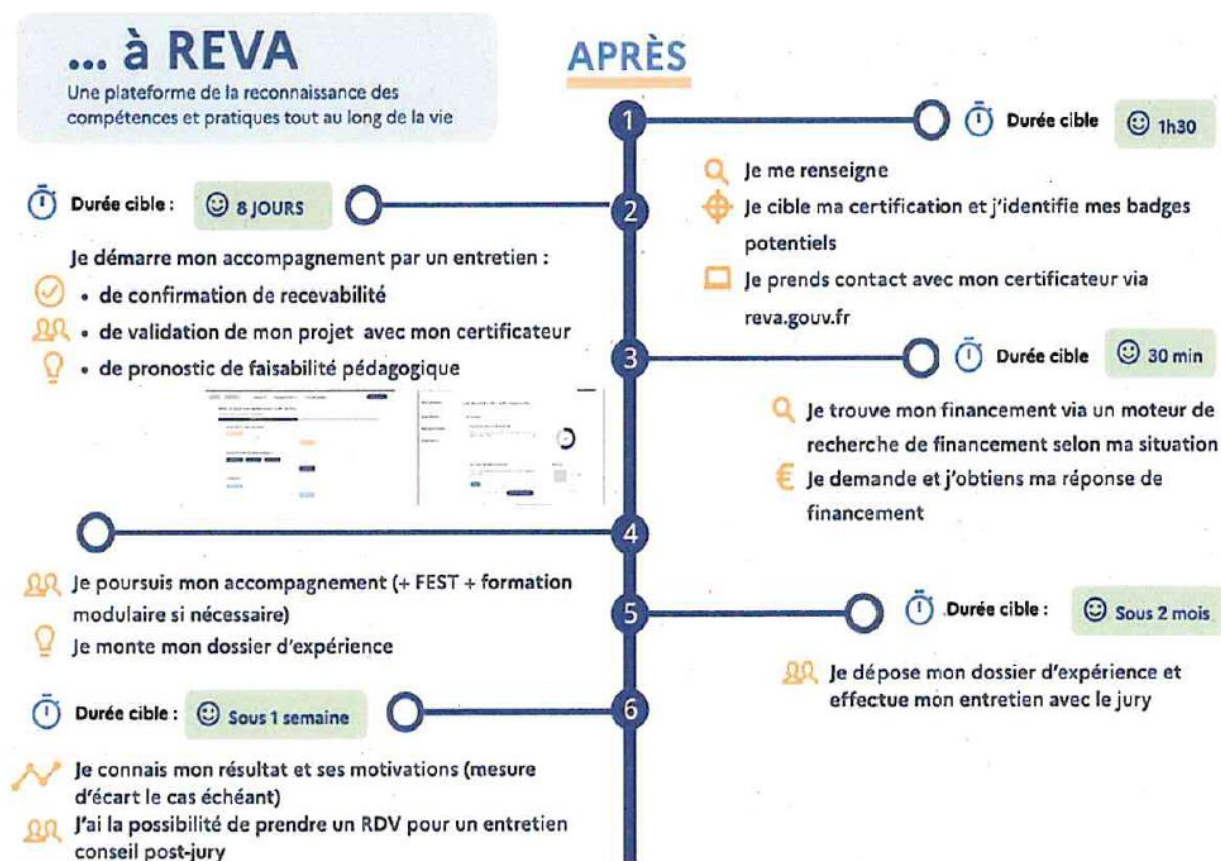 ... à REVA
Une plateforme de la reconnaissance des
compétences et pratiques tout au long de la vie
APRÈS
1
Durée cible
1h30
Je me renseigne
Je cible ma certification et j'identifie mes badges
potentiels
Je prends contact avec mon certificateur via
reva.gouv.fr
2
Durée cible :
8 JOURS
Je démarre mon accompagnement par un entretien :
• de confirmation de recevabilité
• de validation de mon projet avec mon certificateur
• de pronostic de faisabilité pédagogique
3
Durée cible
30 min
Je trouve mon financement via un moteur de
recherche de financement selon ma situation
€ Je demande et j'obtiens ma réponse de
financement
4
Je poursuis mon accompagnement (+ FEST + formation
modulaire si nécessaire)
Je monte mon dossier d'expérience
5
Durée cible :
Sous 2 mois
Je dépose mon dossier d'expérience et
effectue mon entretien avec le jury
6
Durée cible :
Sous 1 semaine
Je connais mon résultat et ses motivations (mesure
d'écart le cas échéant)
J'ai la possibilité de prendre un RDV pour un entretien
conseil post-jury